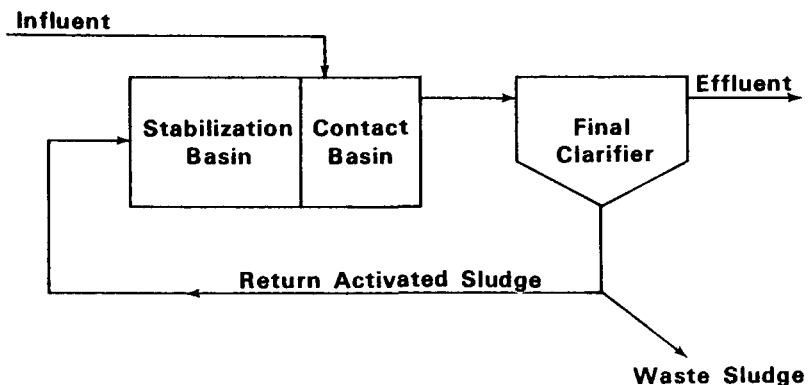 Influent
Effluent
Stabilization
Basin
Contact
Basin
Final
Clarifier
Return Activated Sludge
Waste Sludge